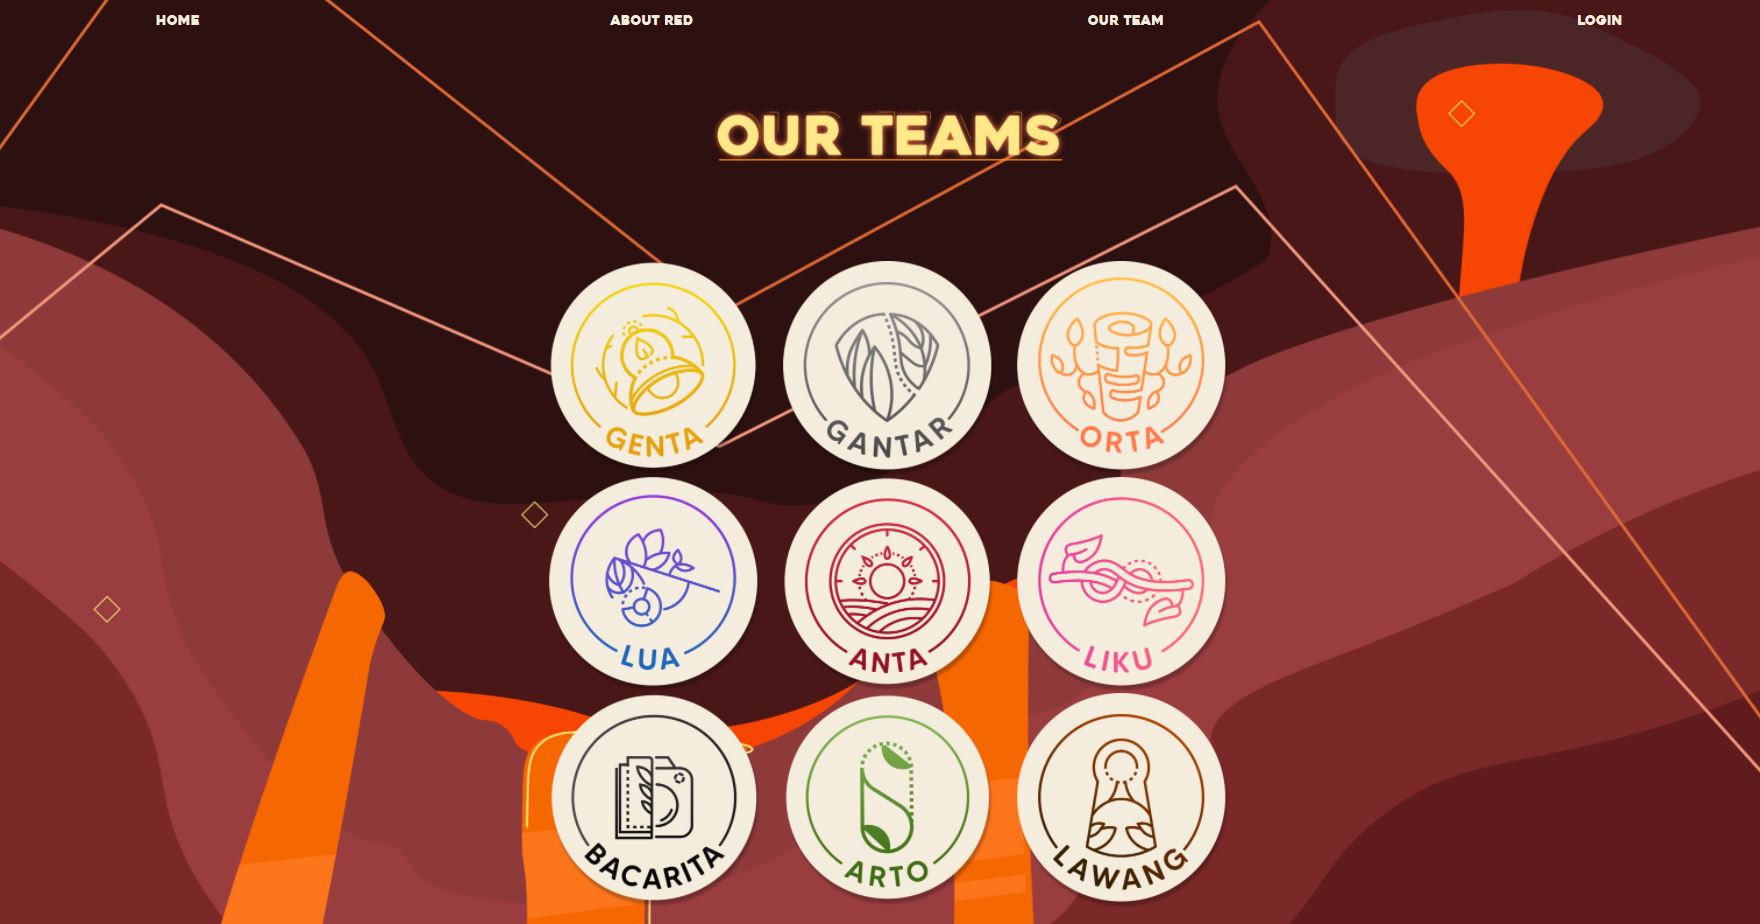 HOME ABOUT RED OUR TEAM LOGIN
OUR TEAMS
GENTA GANTAR ORTA
LUA ANTA LIKU
BACARITA ARTO LAWANG